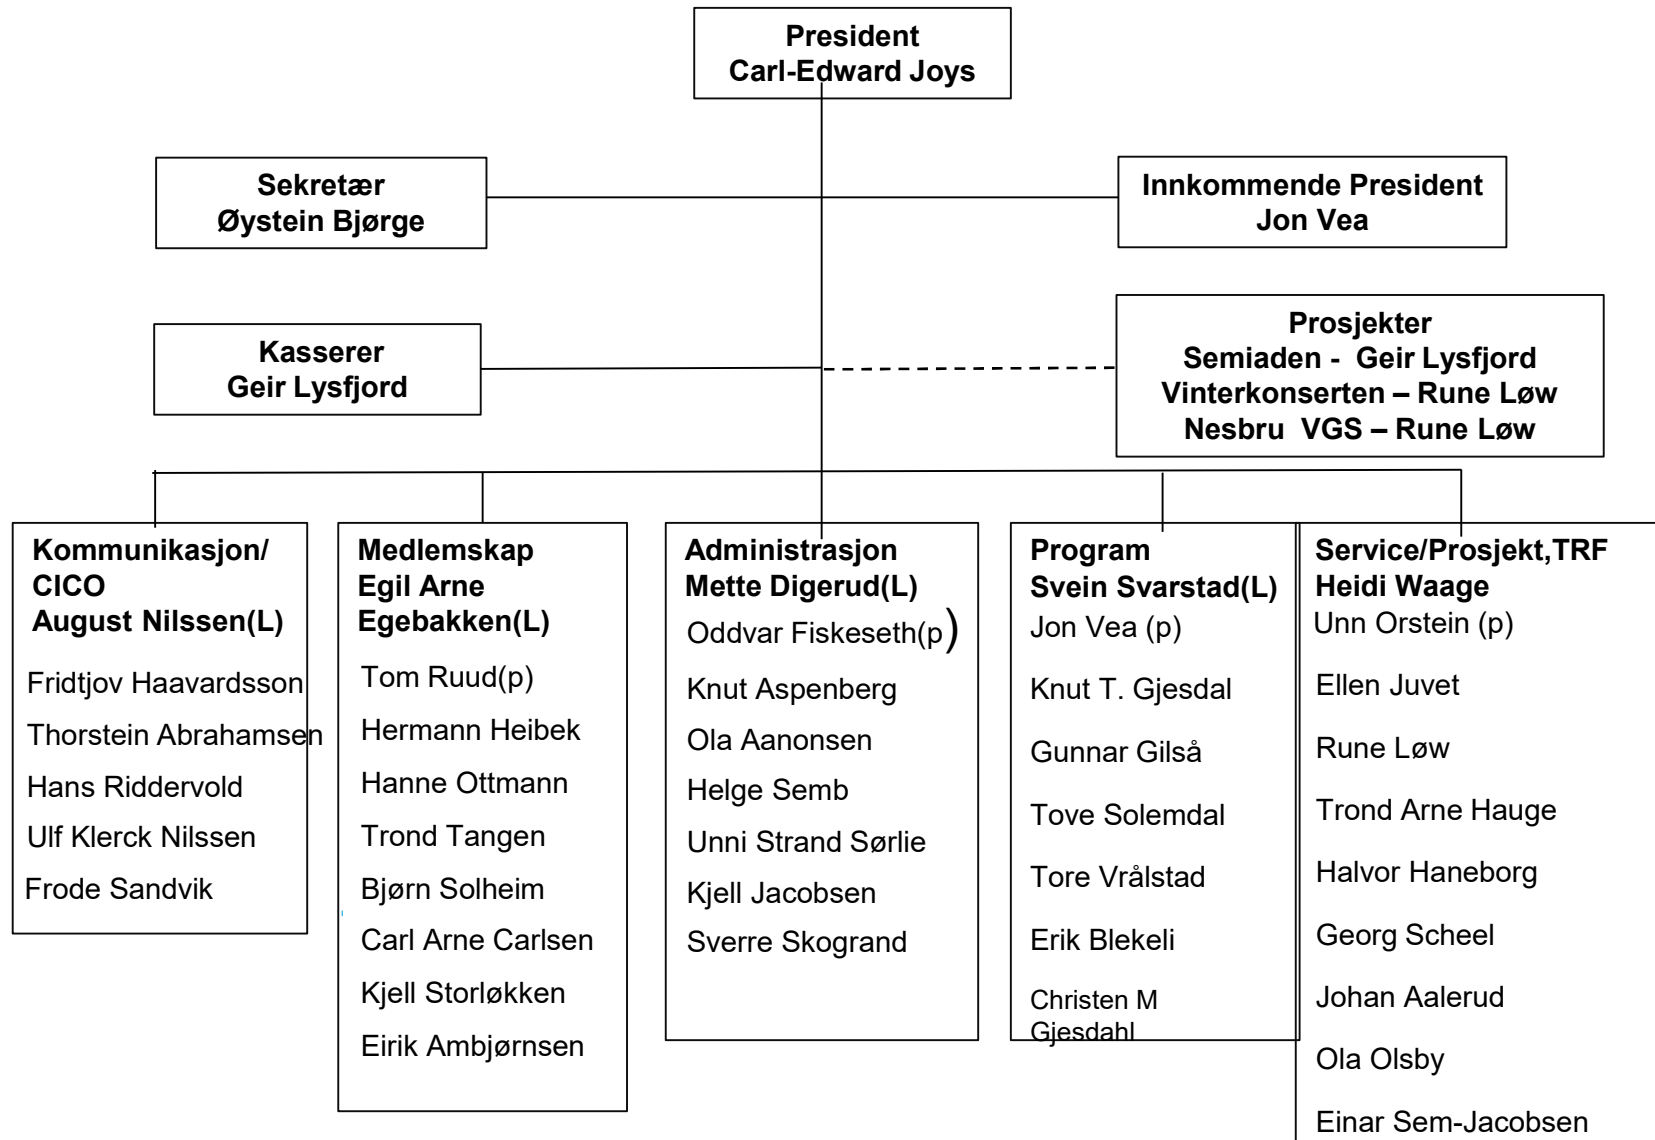 President
Carl-Edward Joys
Sekretær
Øystein Bjørge
Innkommende President
Jon Vea
Kasserer
Geir Lysfjord
Prosjekter
Semiaden - Geir Lysfjord
Vinterkonserten – Rune Løw
Nesbru VGS – Rune Løw
Kommunikasjon/
CICO
August Nilssen(L)
Fridtjov Haavardsson
Thorstein Abrahamsen
Hans Riddervold
Ulf Klerck Nilssen
Frode Sandvik
Medlemskap
Egil Arne
Egebakken(L)
Tom Ruud(p)
Hermann Heibek
Hanne Ottmann
Trond Tangen
Bjørn Solheim
Carl Arne Carlsen
Kjell Storløkken
Eirik Ambjørnsen
Administrasjon
Mette Digerud(L)
Oddvar Fiskeseth(p)
Knut Aspenberg
Ola Aanonsen
Helge Semb
Unni Strand Sørlie
Kjell Jacobsen
Sverre Skogrand
Program
Svein Svarstad(L)
Jon Vea (p)
Knut T. Gjesdal
Gunnar Gilså
Tove Solemdal
Tore Vrålstad
Erik Blekeli
Christen M
Gjesdahl
Service/Prosjekt,TRF
Heidi Waage
Unn Orstein (p)
Ellen Juvet
Rune Løw
Trond Arne Hauge
Halvor Haneborg
Georg Scheel
Johan Aalerud
Ola Olsby
Einar Sem-Jacobsen